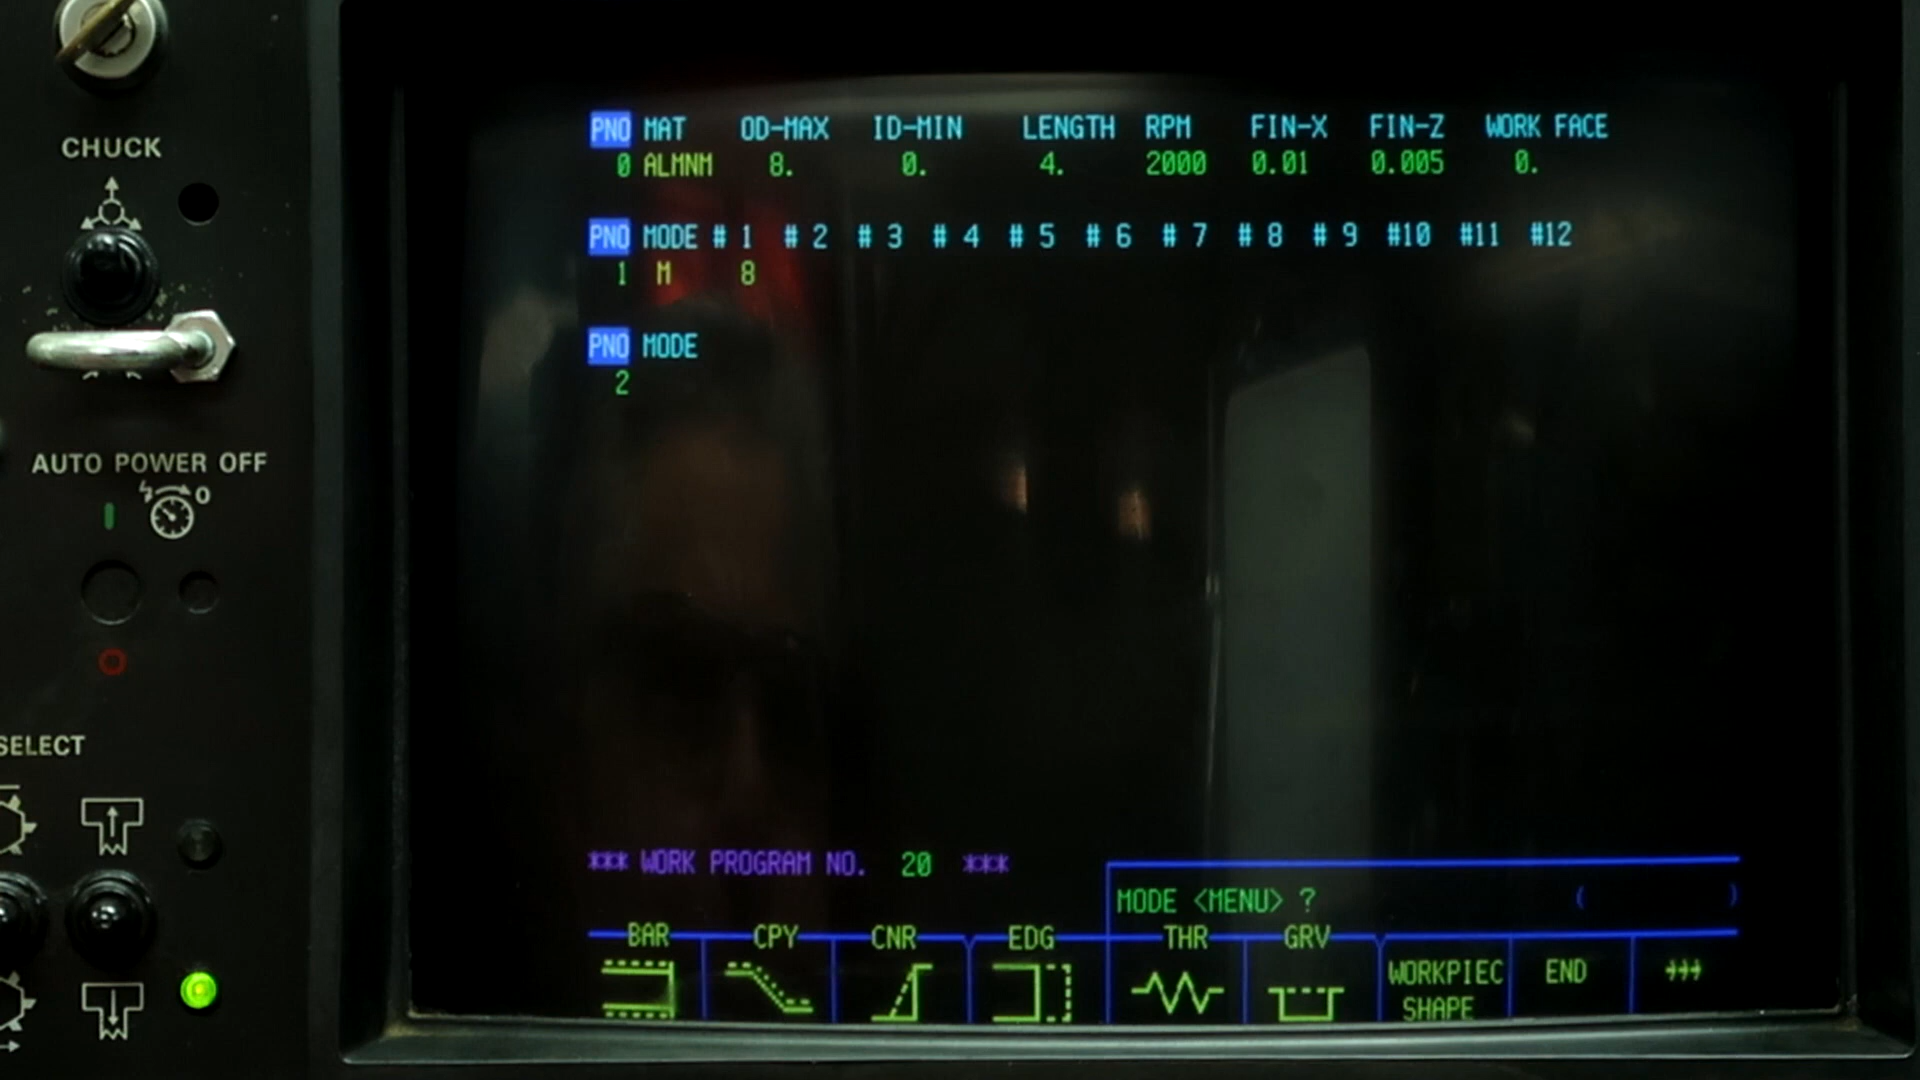 CHUCK
AUTO POWER OFF
O
SELECT
PNO MAT OD-MAX ID-MIN LENGTH RPM FIN-X FIN-Z WORK FACE
0 ALMNM 8. 0. 4. 2000 0.01 0.005 0.
PNO MODE # 1 # 2 # 3 # 4 # 5 # 6 # 7 # 8 # 9 #10 #11 #12
1 M 8
PNO MODE
2
*** WORK PROGRAM NO. 20 ***
MODE <MENU> ? ( )
BAR CPY CNR EDG THR GRV
WORKPIEC SHAPE
END